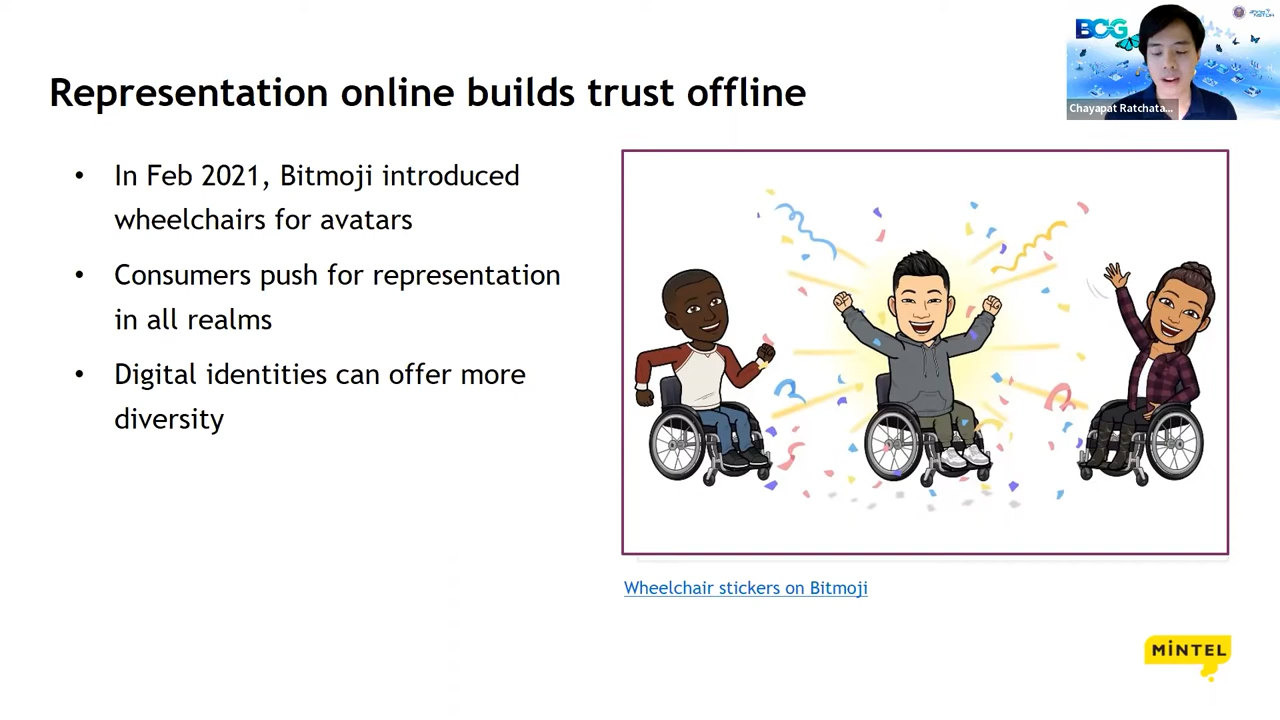 Representation online builds trust offline
• In Feb 2021, Bitmoji introduced
wheelchairs for avatars
• Consumers push for representation
in all realms
• Digital identities can offer more
diversity
BCG
Chayapat Ratchata...
Wheelchair stickers on Bitmoji
MINTEL